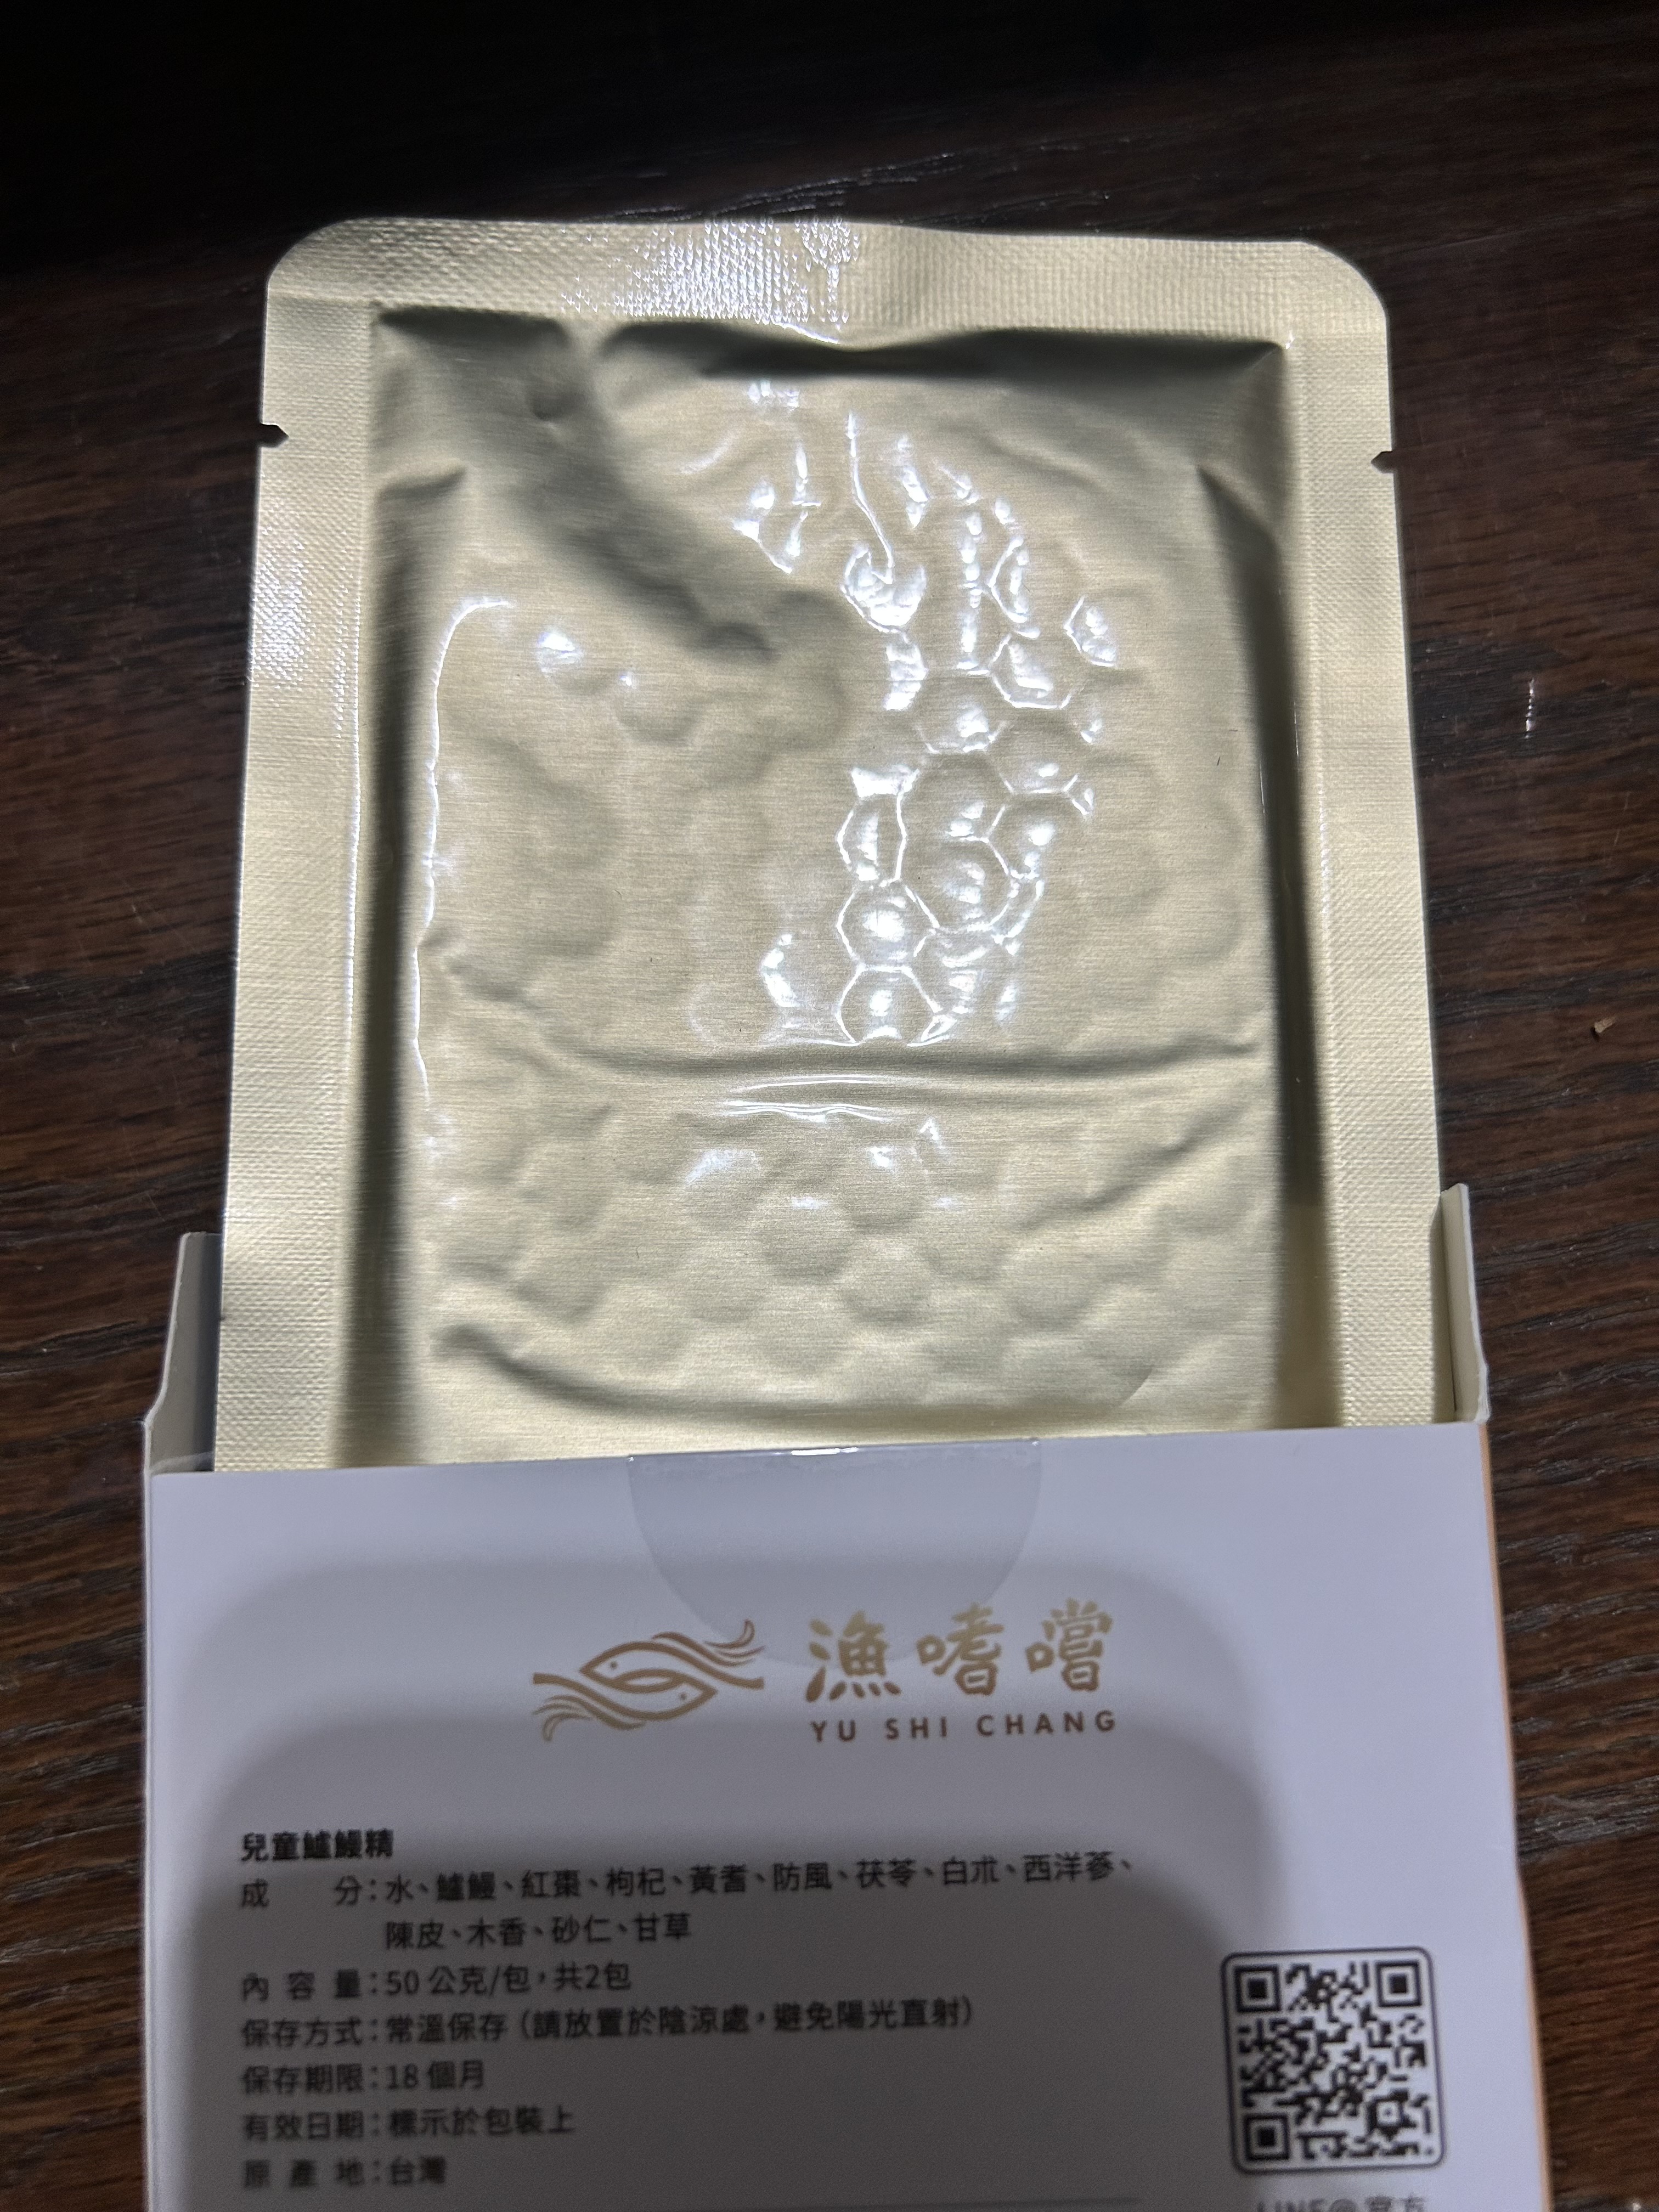 漁嗜嚐
YU SHI CHANG
兒童鱸鰻精
成 分：水、鱸鰻、紅棗、枸杞、黃耆、防風、茯苓、白朮、西洋蔘、
陳皮、木香、砂仁、甘草
內 容 量：50 公克/包，共2包
保存方式：常溫保存（請放置於陰涼處，避免陽光直射）
保存期限：18 個月
有效日期：標示於包裝上
原 產 地：台灣
LINE@ 官方